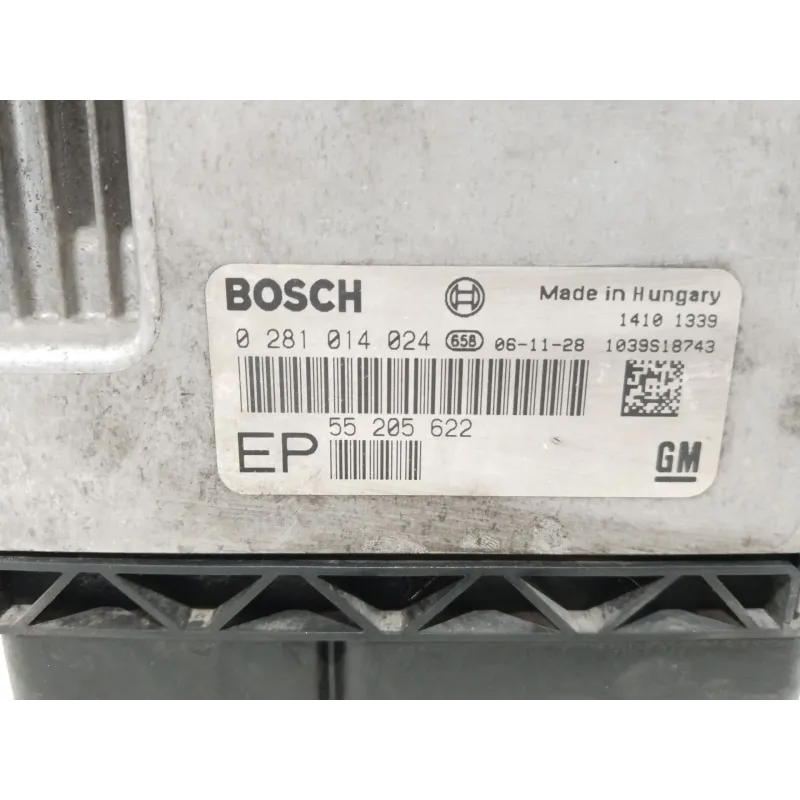 BOSCH Made in Hungary
1410 1339
0 281 014 024 658 06-11-28 1039S18743
55 205 622
EP
GM